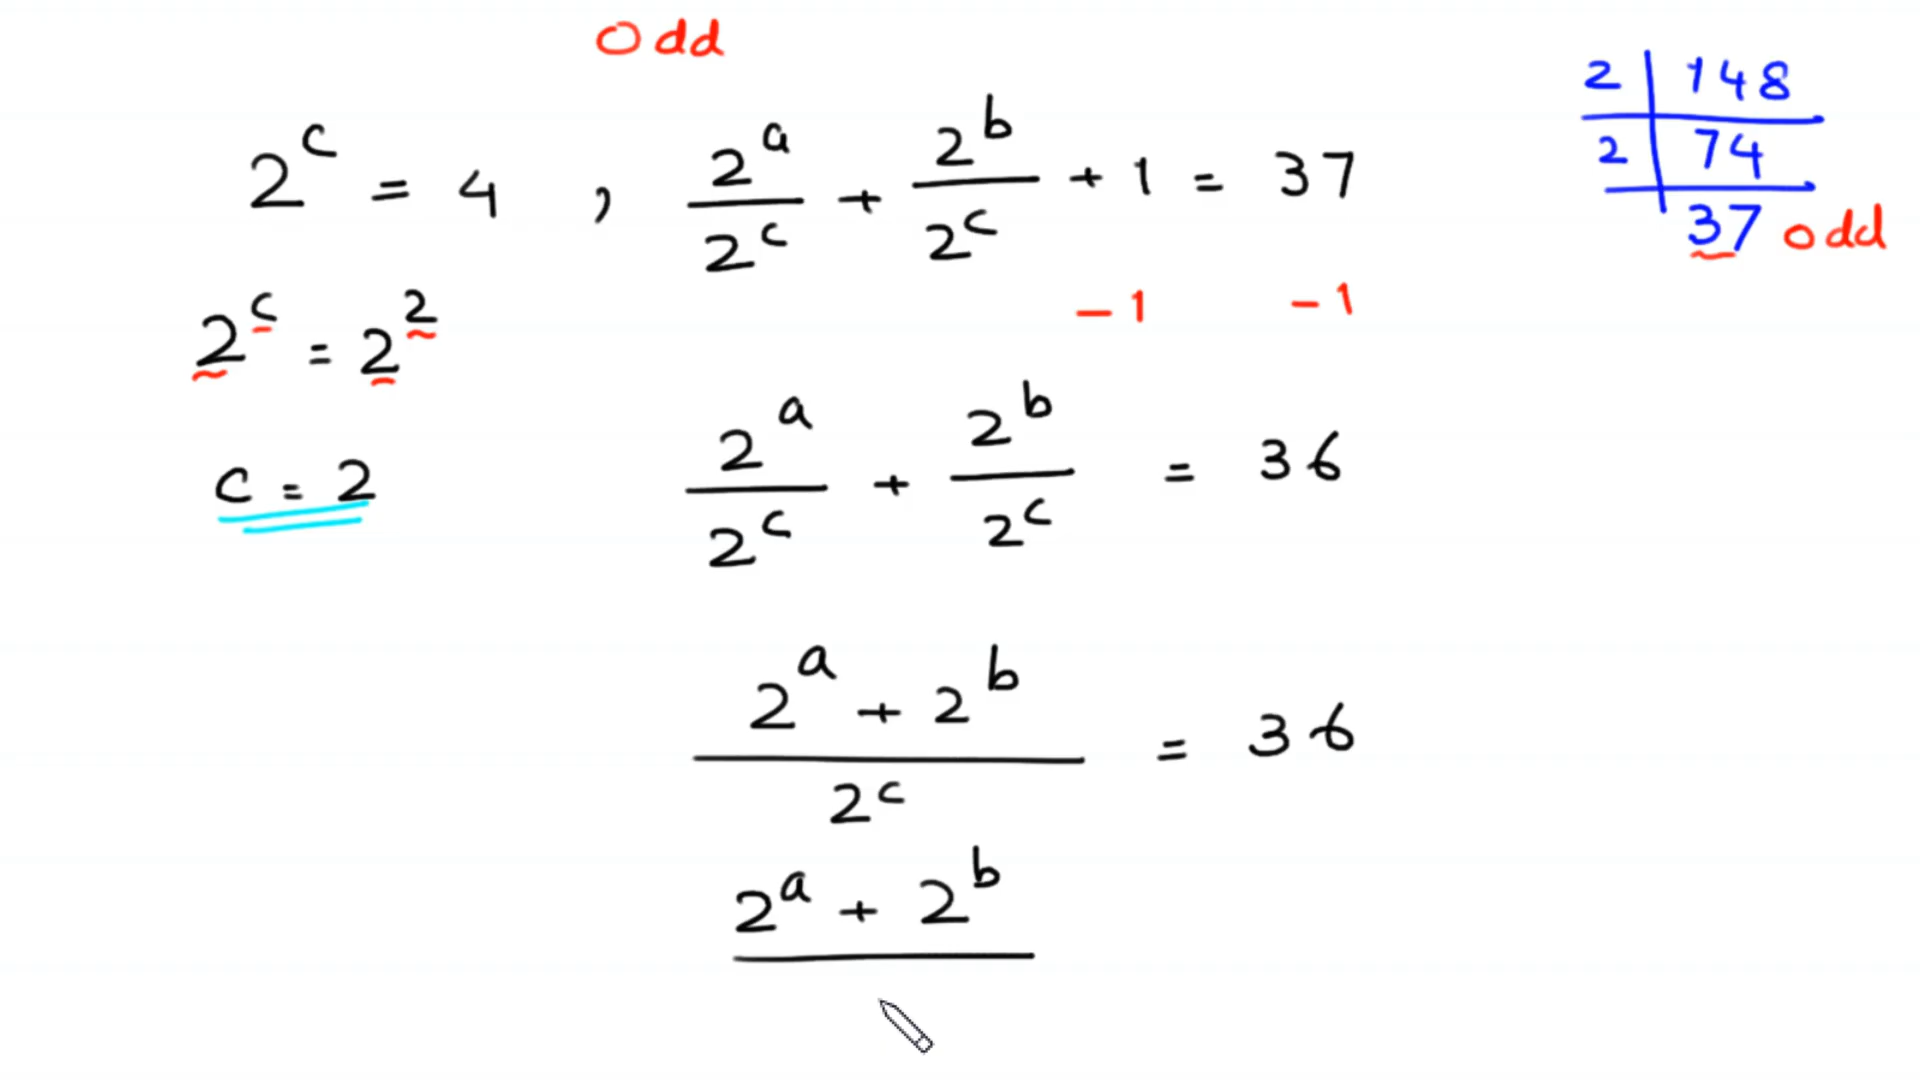 odd
2^c = 4 , 2^a/2^c + 2^b/2^c + 1 = 37
-1 -1
2^c = 2^2
2^a/2^c + 2^b/2^c = 36
c = 2
(2^a + 2^b)/2^c = 36
2^a + 2^b
2 | 148
2 | 74
37 odd